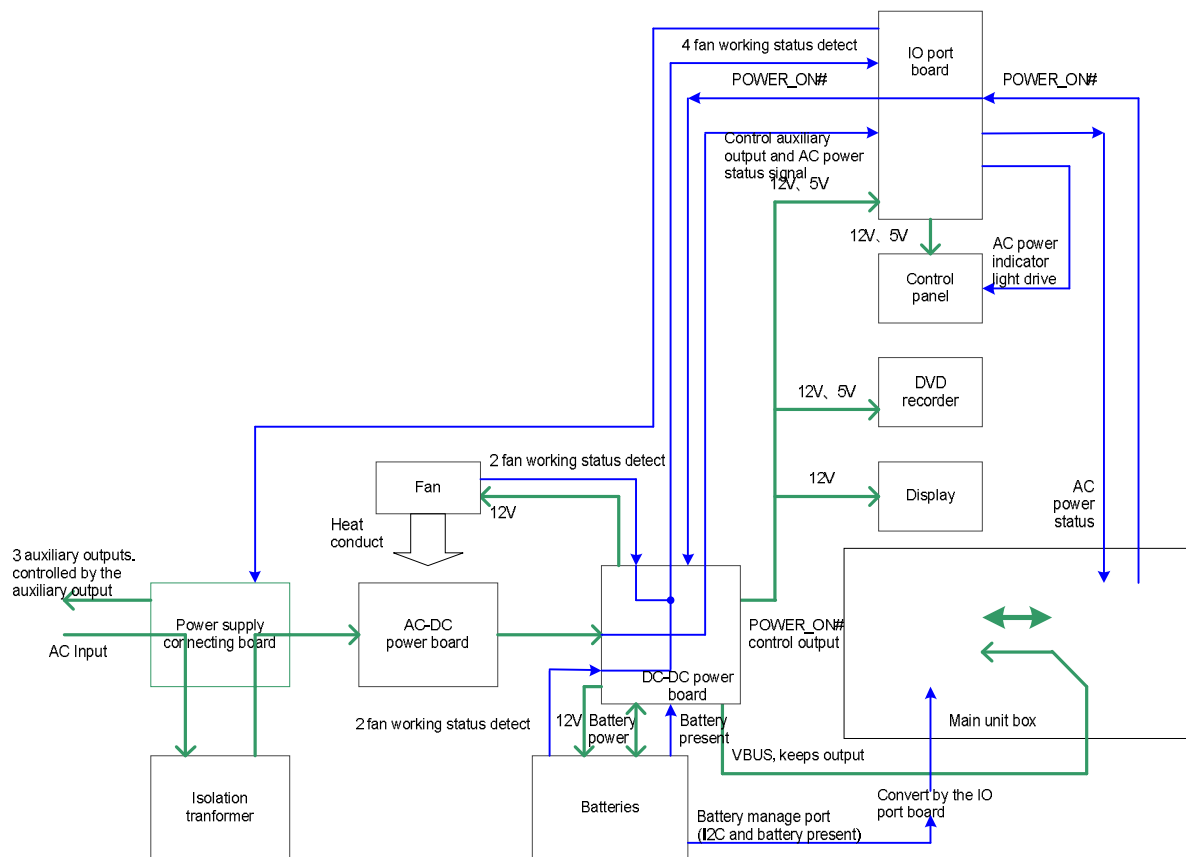 4 fan working status detect
IO port
board
POWER_ON#
POWER_ON#
Control auxiliary
output and AC power
status signal
12V、5V
12V、5V
AC power
indicator
light drive
Control
panel
12V、5V
DVD
recorder
2 fan working status detect
Fan
12V
12V
Display
AC
power
status
Heat
conduct
3 auxiliary outputs.
controlled by the
auxiliary output
Power supply
connecting board
AC Input
AC-DC
power board
POWER_ON#
control output
DC-DC power
board
2 fan working status detect
12V
Battery
power
Battery
present
Main unit box
VBUS, keeps output
Isolation
tranformer
Batteries
Battery manage port
(I2C and battery present)
Convert by the IO
port board